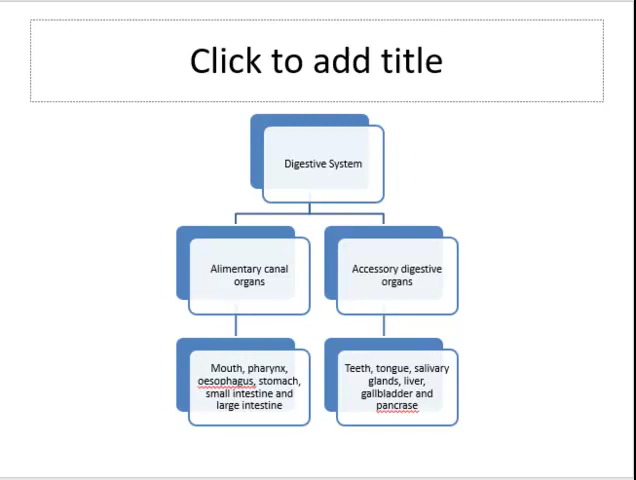 Click to add title
Digestive System
Alimentary canal
organs
Accessory digestive
organs
Mouth, pharynx,
oesophagus, stomach,
small intestine and
large intestine
Teeth, tongue, salivary
glands, liver,
gallbladder and
pancrase